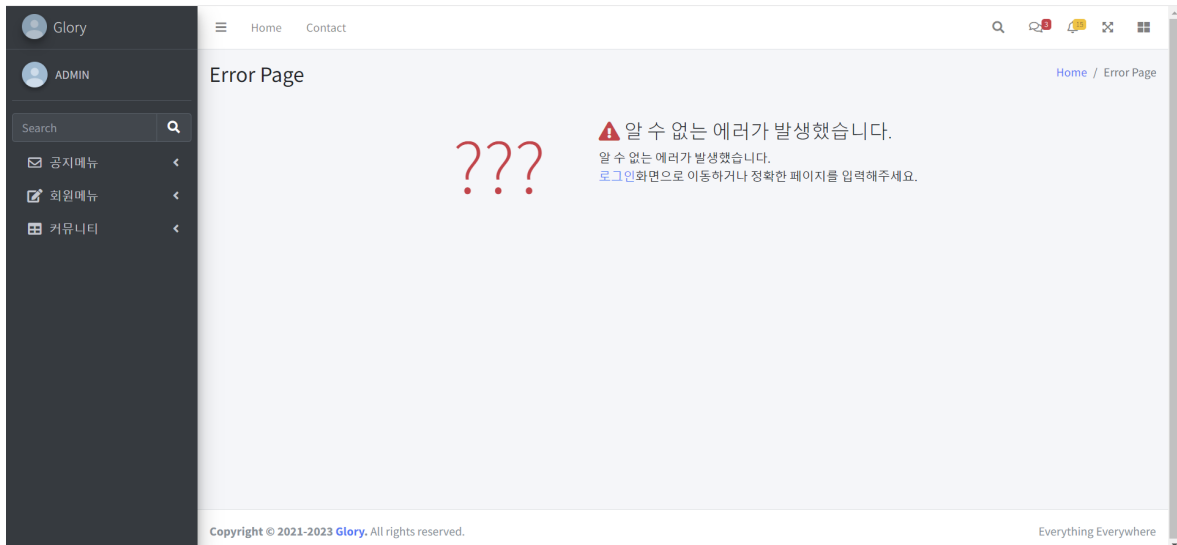 Glory
Home
Contact
3
15
ADMIN
Error Page
Home / Error Page
Search
공지메뉴
회원메뉴
커뮤니티
???
알 수 없는 에러가 발생했습니다.
알 수 없는 에러가 발생했습니다.
로그인화면으로 이동하거나 정확한 페이지를 입력해주세요.
Copyright © 2021-2023 Glory. All rights reserved.
Everything Everywhere